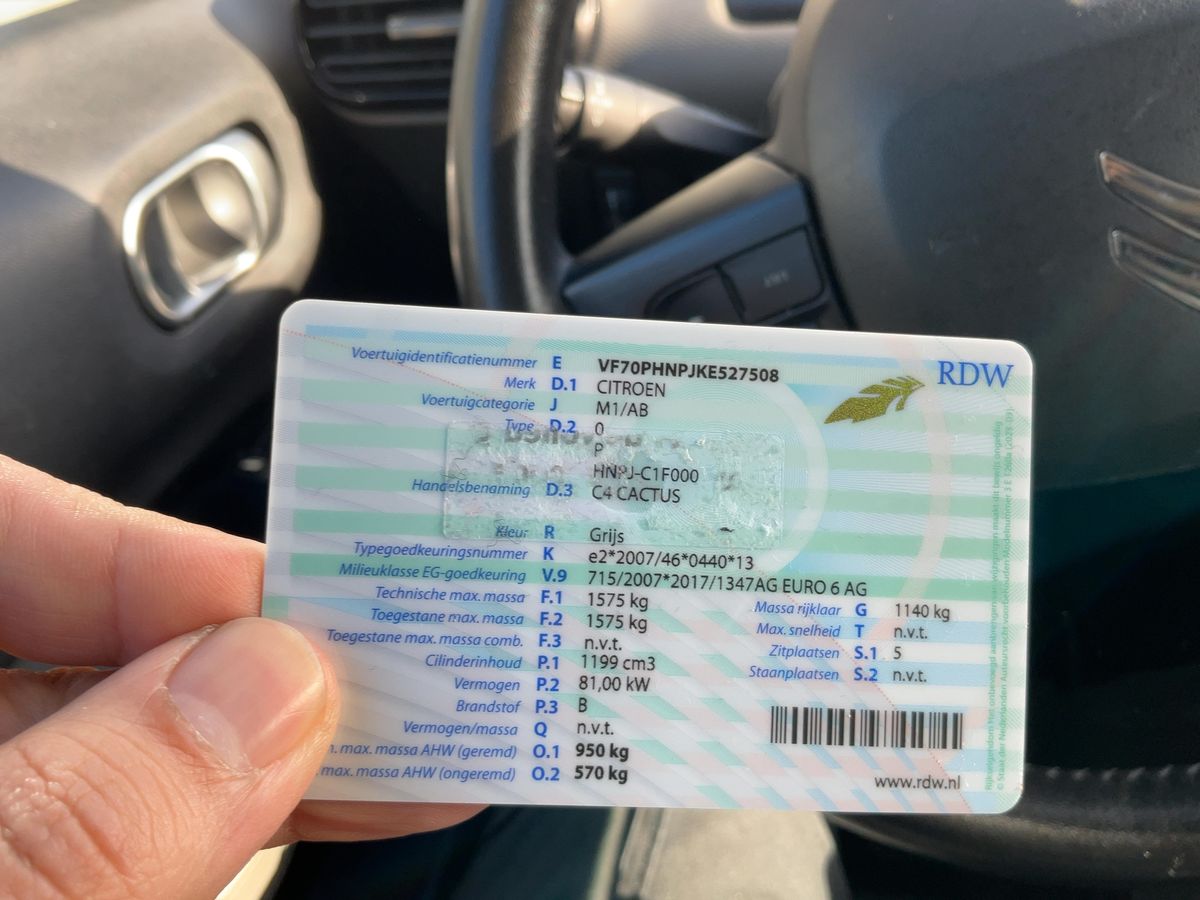 Voertuigidentificatienummer E VF70PHNPJKE527508
RDW
Merk D.1 CITROEN
Voertuigcategorie J M1/AB
Type D.2 0
P
HNPJ-C1F000
Handelsbenaming D.3 C4 CACTUS
Kleur R Grijs
Typegoedkeuringsnummer K e2*2007/46*0440*13
Milieuklasse EG-goedkeuring V.9 715/2007*2017/1347AG EURO 6 AG
Technische max. massa F.1 1575 kg
Massa rijklaar G 1140 kg
Toegestane max. massa F.2 1575 kg
Max. snelheid T n.v.t.
Toegestane max. massa comb. F.3 n.v.t.
Zitplaatsen S.1 5
Cilinderinhoud P.1 1199 cm3
Staanplaatsen S.2 n.v.t.
Vermogen P.2 81,00 kW
Brandstof P.3 B
Vermogen/massa Q n.v.t.
max. massa AHW (geremd) O.1 950 kg
max. massa AHW (ongeremd) O.2 570 kg
www.rdw.nl